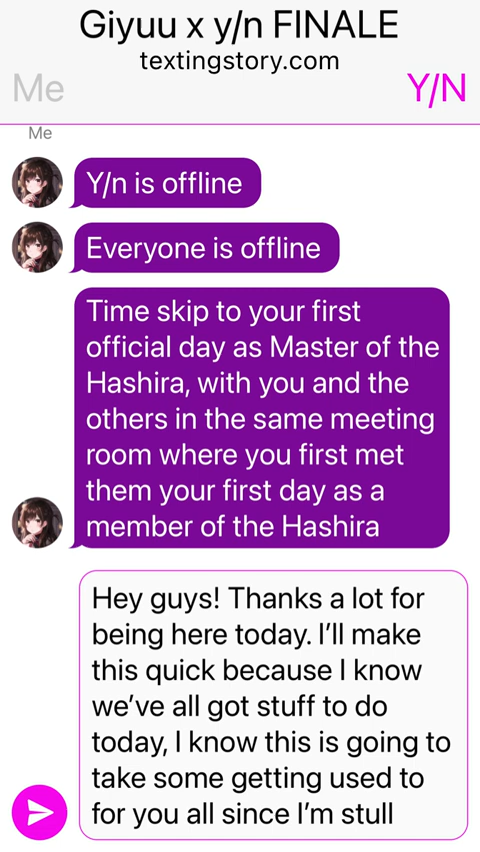 Giyuu x y/n FINALE
textingstory.com
Me
Y/N
Me
Y/n is offline
Everyone is offline
Time skip to your first
official day as Master of the
Hashira, with you and the
others in the same meeting
room where you first met
them your first day as a
member of the Hashira
Hey guys! Thanks a lot for
being here today. I’ll make
this quick because I know
we’ve all got stuff to do
today, I know this is going to
take some getting used to
for you all since I’m stull